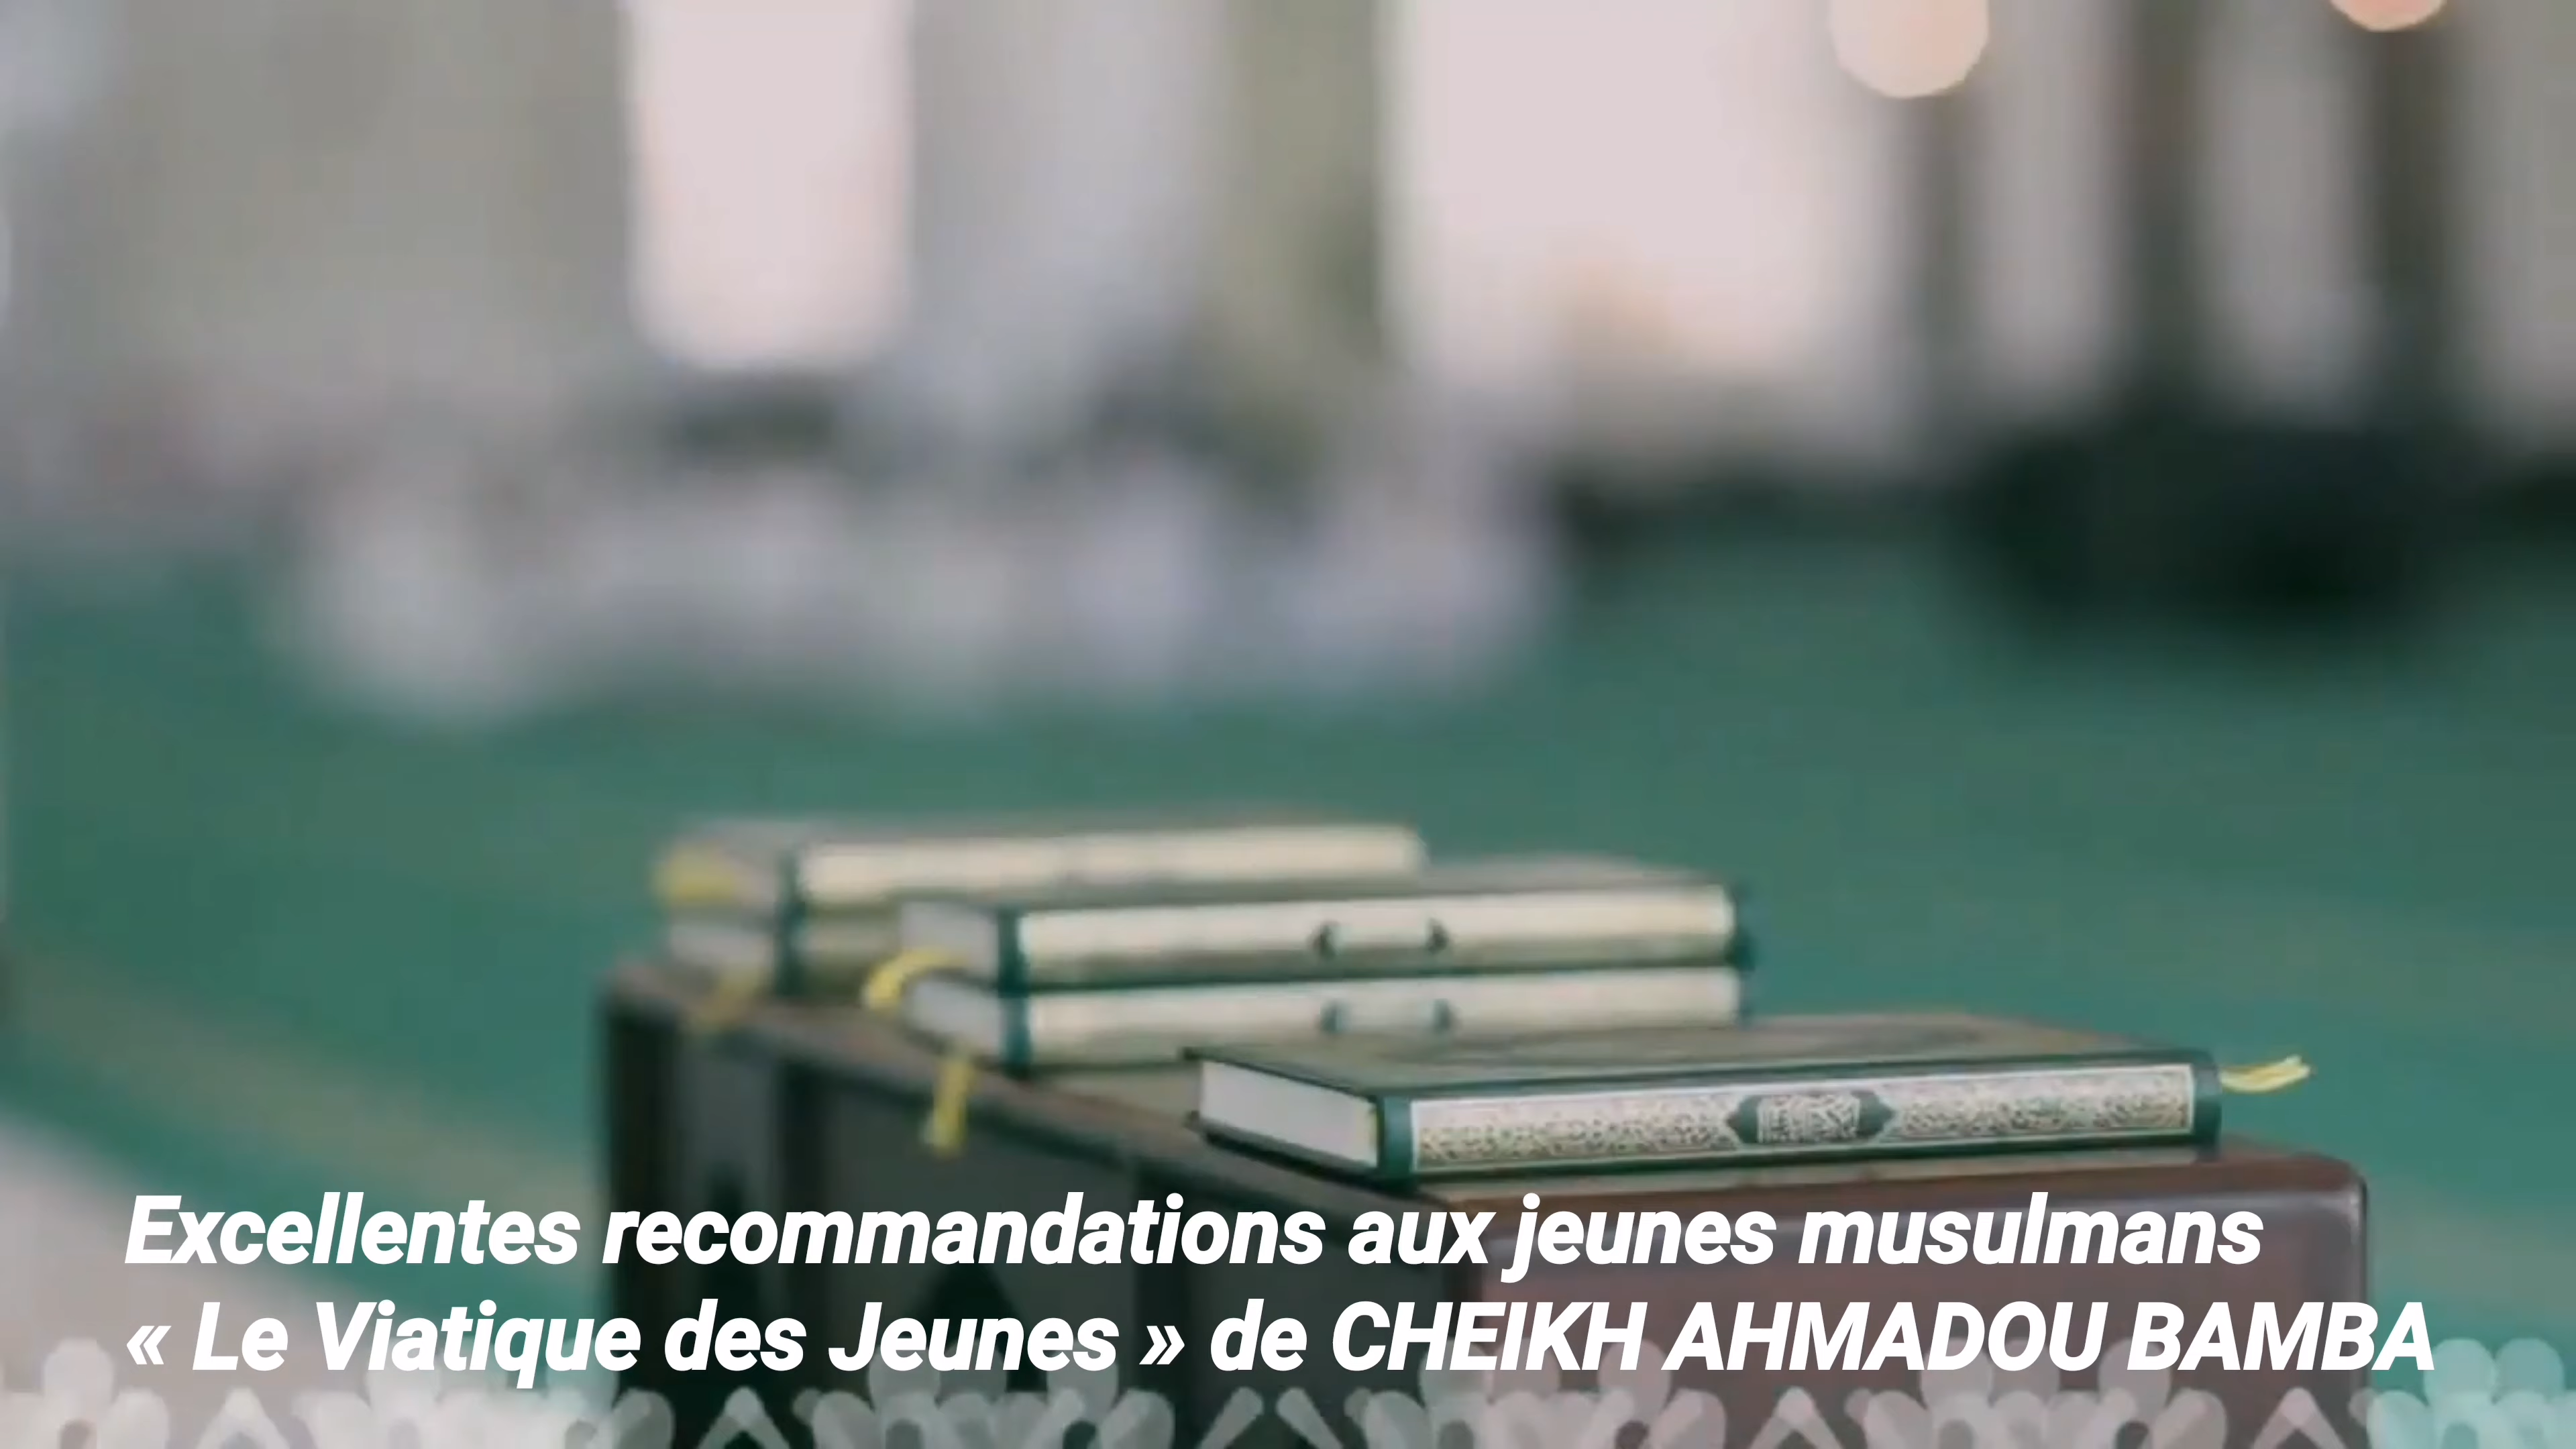 Excellentes recommandations aux jeunes musulmans
« Le Viatique des Jeunes » de CHEIKH AHMADOU BAMBA